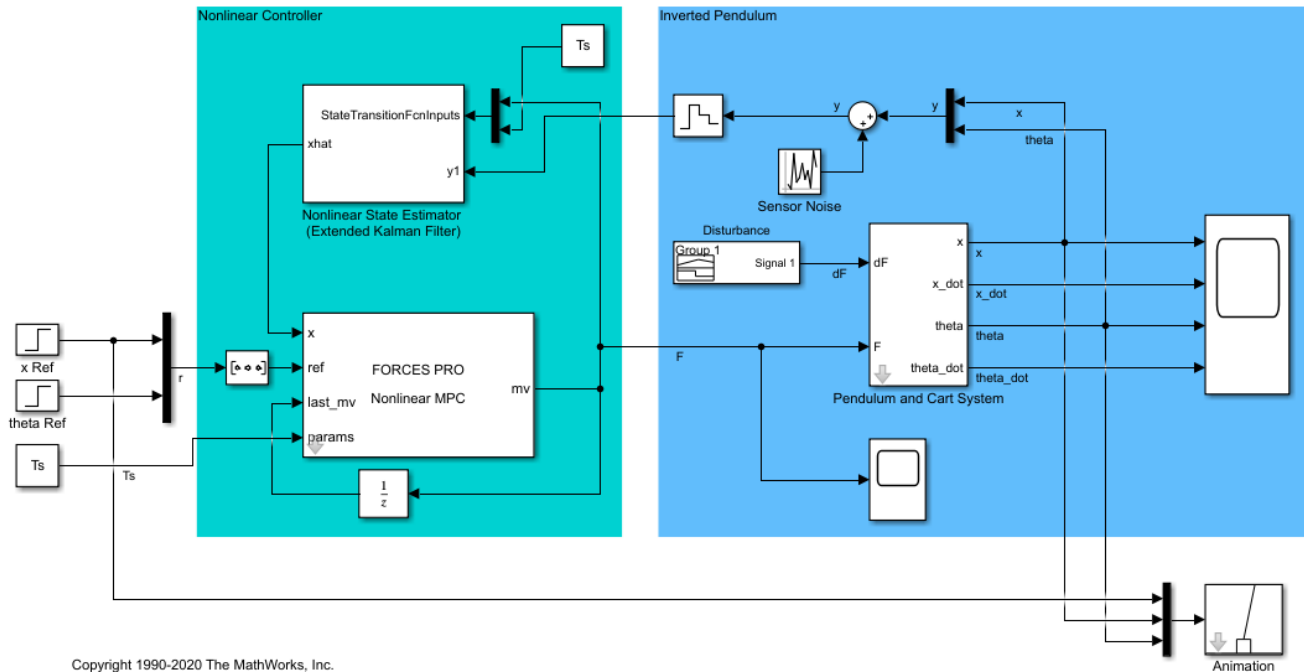 Nonlinear Controller
Ts
StateTransitionFcnInputs
xhat
y1
Nonlinear State Estimator
(Extended Kalman Filter)
x Ref
theta Ref
Ts
r
Ts
x
ref
last_mv
params
FORCES PRO
Nonlinear MPC
mv
1
z
F
Inverted Pendulum
y
y
x
theta
+
+
Sensor Noise
Disturbance
Group 1
Signal 1
dF
dF
F
x
x_dot
theta
theta_dot
x
x_dot
theta
theta_dot
Pendulum and Cart System
Animation
Copyright 1990-2020 The MathWorks, Inc.